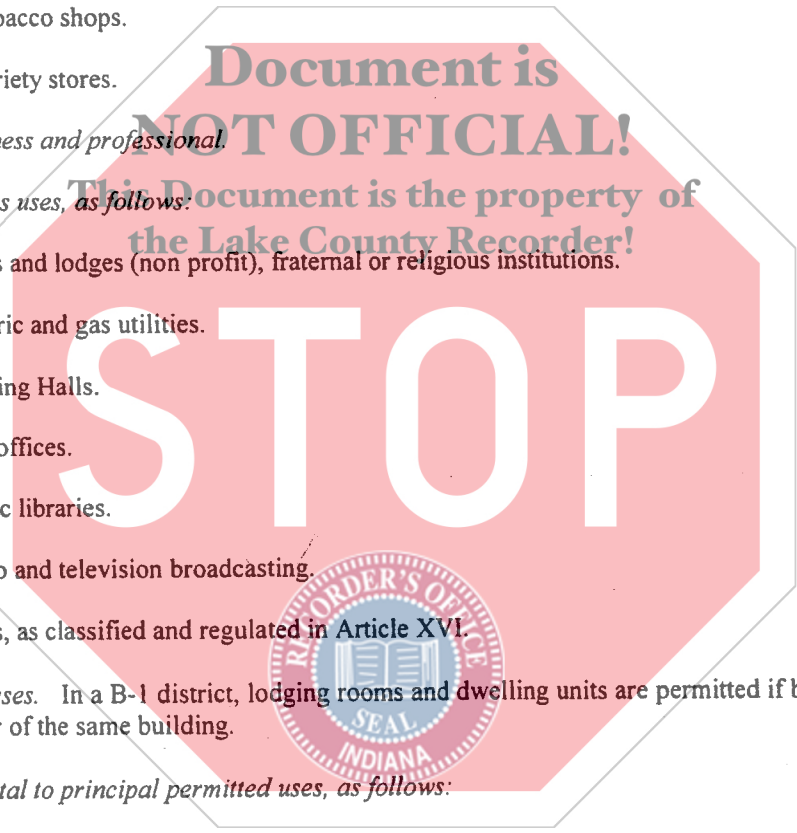 bacco shops.
Document is
riety stores.
NOT OFFICIAL!
ess and professional.
This Document is the property of
s uses, as follows:
the Lake County Recorder!
s and lodges (non profit), fraternal or religious institutions.
ric and gas utilities.
STOP
ing Halls.
offices.
c libraries.
o and television broadcasting.
RECORDER'S OFFICE
s, as classified and regulated in Article XVI.
ses. In a B-1 district, lodging rooms and dwelling units are permitted if b
r of the same building.
SEAL
INDIANA
tal to principal permitted uses, as follows: